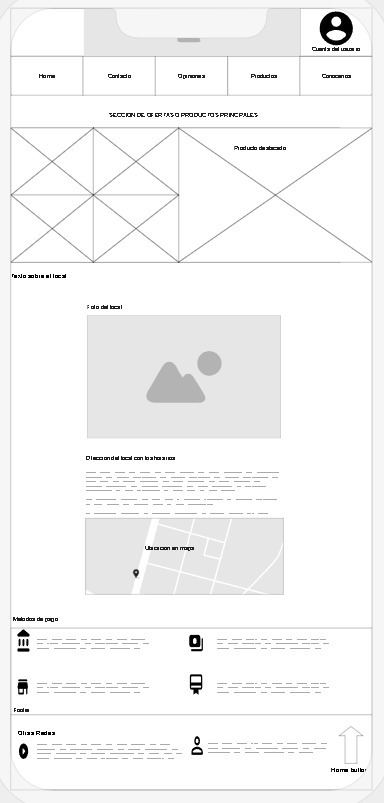 Cuenta del usuario
Home
Contacto
Opiniones
Productos
Conocenos
SECCION DE OFERTAS O PRODUCTOS PRINCIPALES
Producto destacado
Texto sobre el local
Foto del local
Direccion del local con los horarios
Ubicacion en maps
Metodos de pago
Footer
Otras Redes
Home button